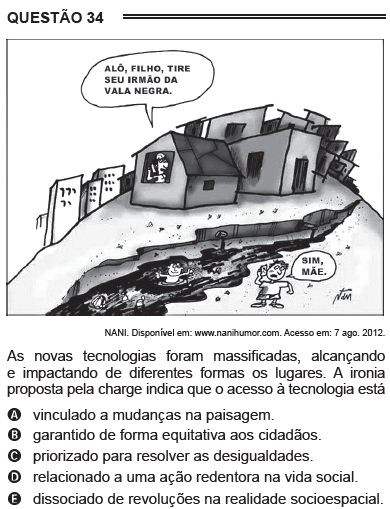 QUESTÃO 34
ALÔ, FILHO, TIRE
SEU IRMÃO DA
VALA NEGRA.
SIM,
MÃE.
NANI
NANI. Disponível em: www.nanihumor.com. Acesso em: 7 ago. 2012.
As novas tecnologias foram massificadas, alcançando
e impactando de diferentes formas os lugares. A ironia
proposta pela charge indica que o acesso à tecnologia está
A vinculado a mudanças na paisagem.
B garantido de forma equitativa aos cidadãos.
C priorizado para resolver as desigualdades.
D relacionado a uma ação redentora na vida social.
E dissociado de revoluções na realidade socioespacial.